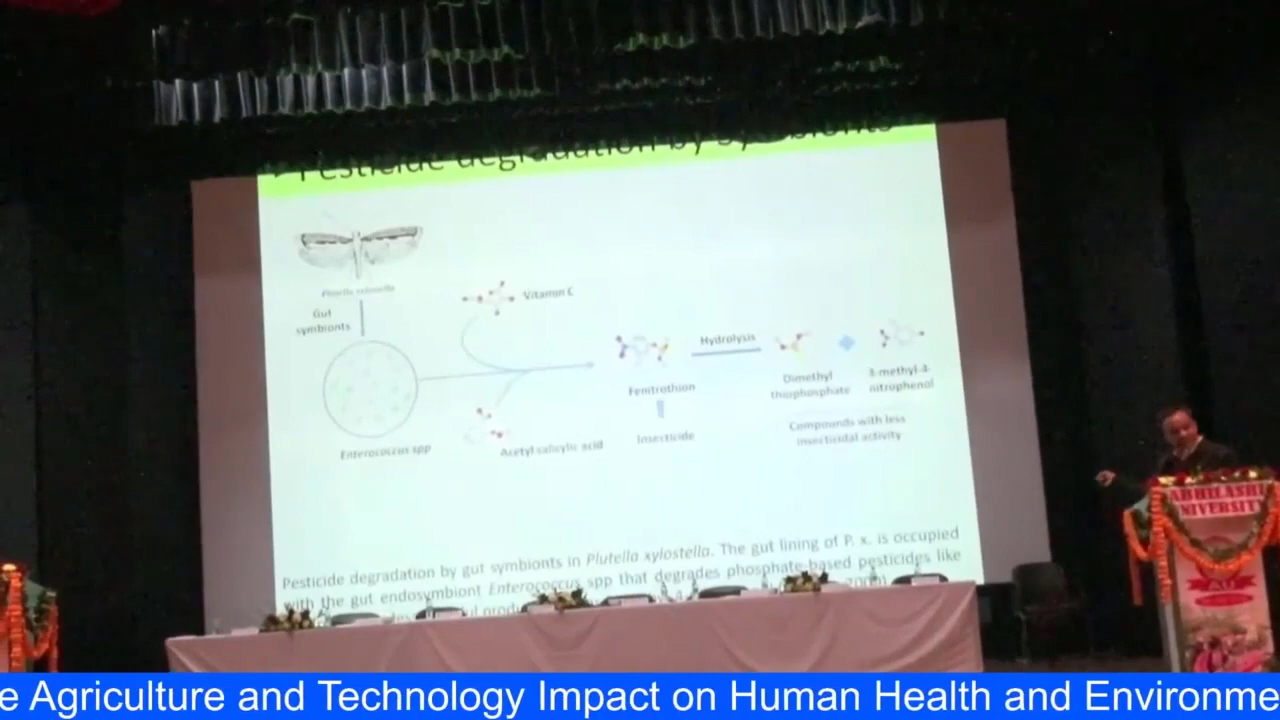 Pesticide degradation by symbionts
Gut
symbionts
Vitamin C
Hydrolysis
Fenitrothion
Dimethyl
thiophosphate
3-methyl-4-
nitrophenol
Insecticide
Compounds with less
insecticidal activity
Enterococcus spp
Acetyl salicylic acid
Pesticide degradation by gut symbionts in Plutella xylostella. The gut lining of P. x. is occupied
with the gut endosymbiont Enterococcus spp that degrades phosphate-based pesticides like
ABHILASHI
UNIVERSITY
e Agriculture and Technology Impact on Human Health and Environme